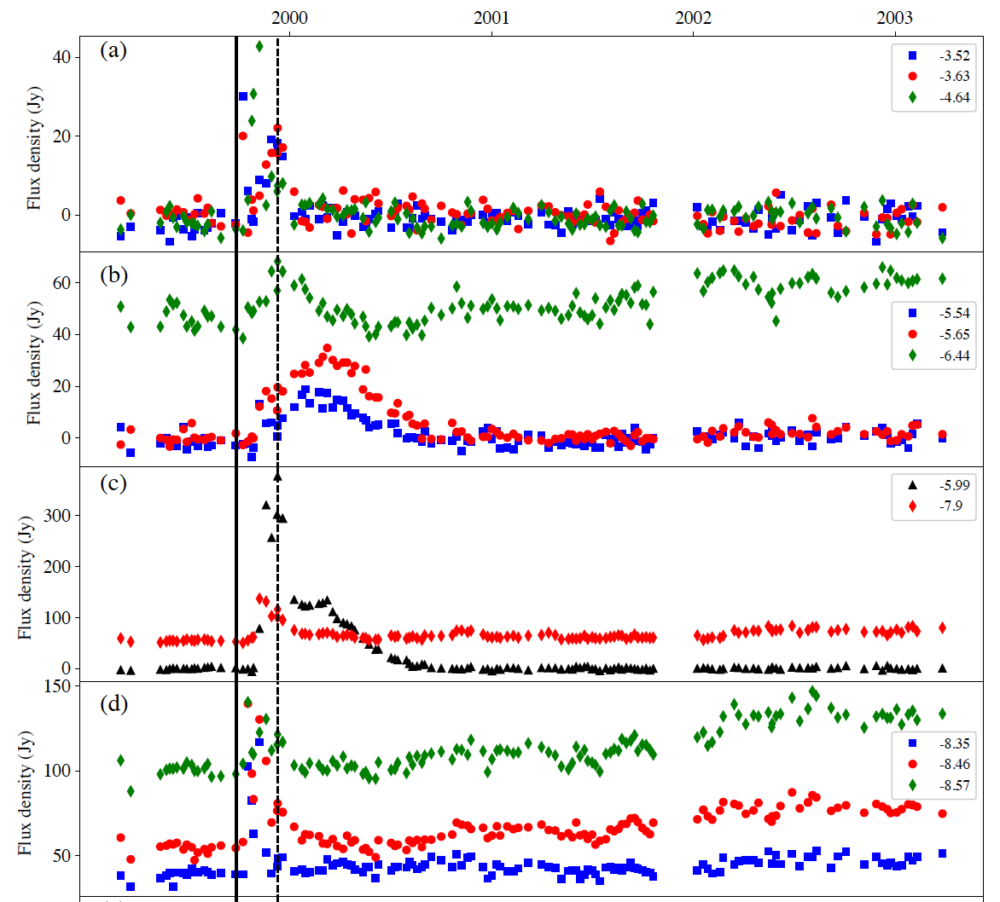 2000 2001 2002 2003
(a)
40
20
0
Flux density (Jy)
-3.52
-3.63
-4.64
(b)
60
40
20
0
Flux density (Jy)
-5.54
-5.65
-6.44
(c)
300
200
100
0
Flux density (Jy)
-5.99
-7.9
(d)
150
100
50
Flux density (Jy)
-8.35
-8.46
-8.57